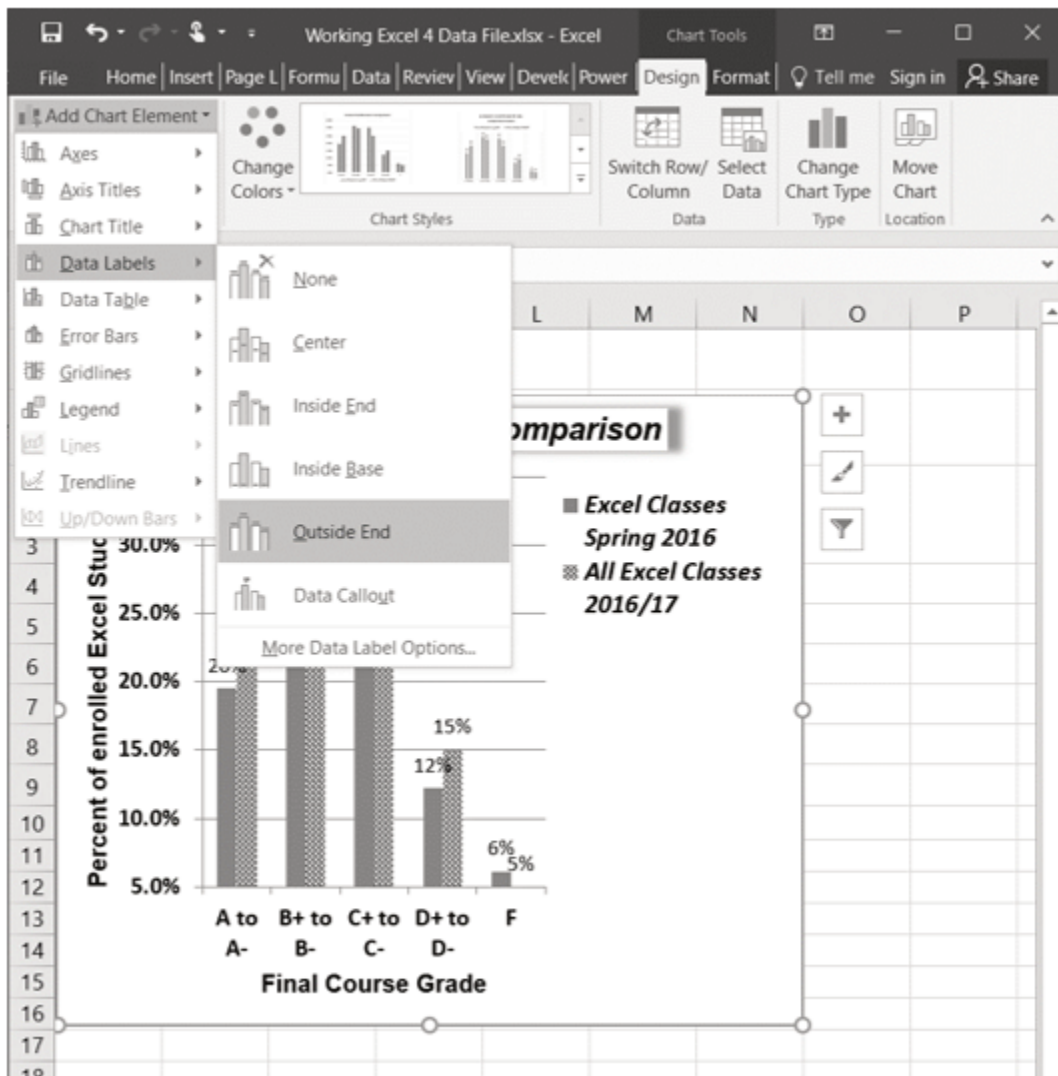 Working Excel 4 Data File.xlsx - Excel
Chart Tools
File Home Insert Page L Formu Data Reviev View Develc Power Design Format Tell me Sign in Share
Add Chart Element
Axes
Axis Titles
Chart Title
Data Labels
Data Table
Error Bars
Gridlines
Legend
Lines
Trendline
Up/Down Bars
Change
Colors
Chart Styles
Switch Row/
Column
Select
Data
Data
Change
Chart Type
Type
Move
Chart
Location
None
Center
Inside End
Inside Base
Outside End
Data Callout
More Data Label Options...
L M N O P
3
4
5
6
7
8
9
10
11
12
13
14
15
16
17
18
omparison
Excel Classes
Spring 2016
All Excel Classes
2016/17
Percent of enrolled Excel Stud
30.0%
25.0%
20.0%
15.0%
10.0%
5.0%
15%
12%
6%
5%
A to
A-
B+ to
B-
C+ to
C-
D+ to
D-
F
Final Course Grade